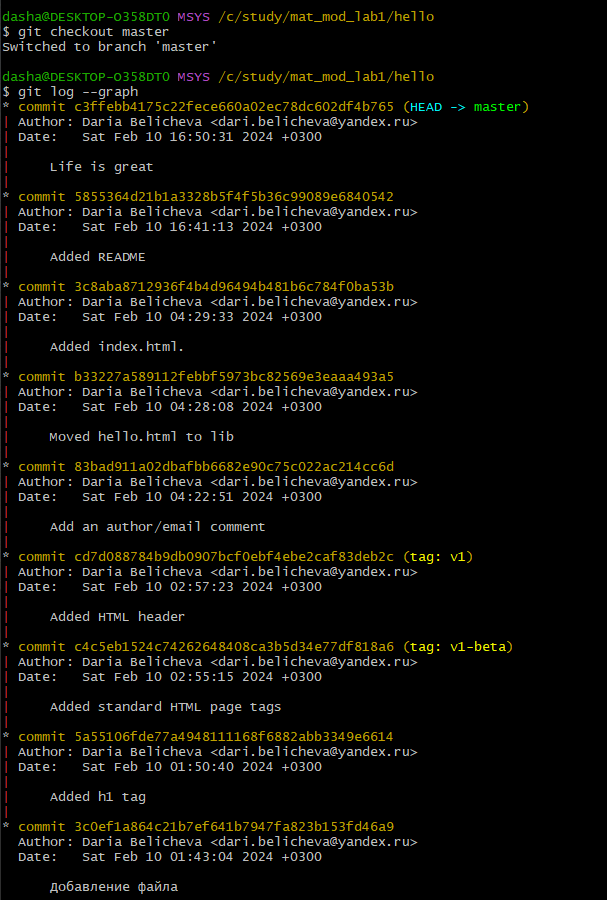 dasha@DESKTOP-O358DT0 MSYS /c/study/mat_mod_lab1/hello
$ git checkout master
Switched to branch 'master'
dasha@DESKTOP-O358DT0 MSYS /c/study/mat_mod_lab1/hello
$ git log --graph
* commit c3ffebb4175c22fece660a02ec78dc602df4b765 (HEAD -> master)
| Author: Daria Belicheva <dari.belicheva@yandex.ru>
| Date:   Sat Feb 10 16:50:31 2024 +0300
|
|     Life is great
|
* commit 5855364d21b1a3328b5f4f5b36c99089e6840542
| Author: Daria Belicheva <dari.belicheva@yandex.ru>
| Date:   Sat Feb 10 16:41:13 2024 +0300
|
|     Added README
|
* commit 3c8aba8712936f4b4d96494b481b6c784f0ba53b
| Author: Daria Belicheva <dari.belicheva@yandex.ru>
| Date:   Sat Feb 10 04:29:33 2024 +0300
|
|     Added index.html.
|
* commit b33227a589112febbf5973bc82569e3eaaa493a5
| Author: Daria Belicheva <dari.belicheva@yandex.ru>
| Date:   Sat Feb 10 04:28:08 2024 +0300
|
|     Moved hello.html to lib
|
* commit 83bad911a02dbafbb6682e90c75c022ac214cc6d
| Author: Daria Belicheva <dari.belicheva@yandex.ru>
| Date:   Sat Feb 10 04:22:51 2024 +0300
|
|     Add an author/email comment
|
* commit cd7d088784b9db0907bcf0ebf4ebe2caf83deb2c (tag: v1)
| Author: Daria Belicheva <dari.belicheva@yandex.ru>
| Date:   Sat Feb 10 02:57:23 2024 +0300
|
|     Added HTML header
|
* commit c4c5eb1524c74262648408ca3b5d34e77df818a6 (tag: v1-beta)
| Author: Daria Belicheva <dari.belicheva@yandex.ru>
| Date:   Sat Feb 10 02:55:15 2024 +0300
|
|     Added standard HTML page tags
|
* commit 5a55106fde77a4948111168f6882abb3349e6614
| Author: Daria Belicheva <dari.belicheva@yandex.ru>
| Date:   Sat Feb 10 01:50:40 2024 +0300
|
|     Added h1 tag
|
* commit 3c0ef1a864c21b7ef641b7947fa823b153fd46a9
  Author: Daria Belicheva <dari.belicheva@yandex.ru>
  Date:   Sat Feb 10 01:43:04 2024 +0300
      Добавление файла